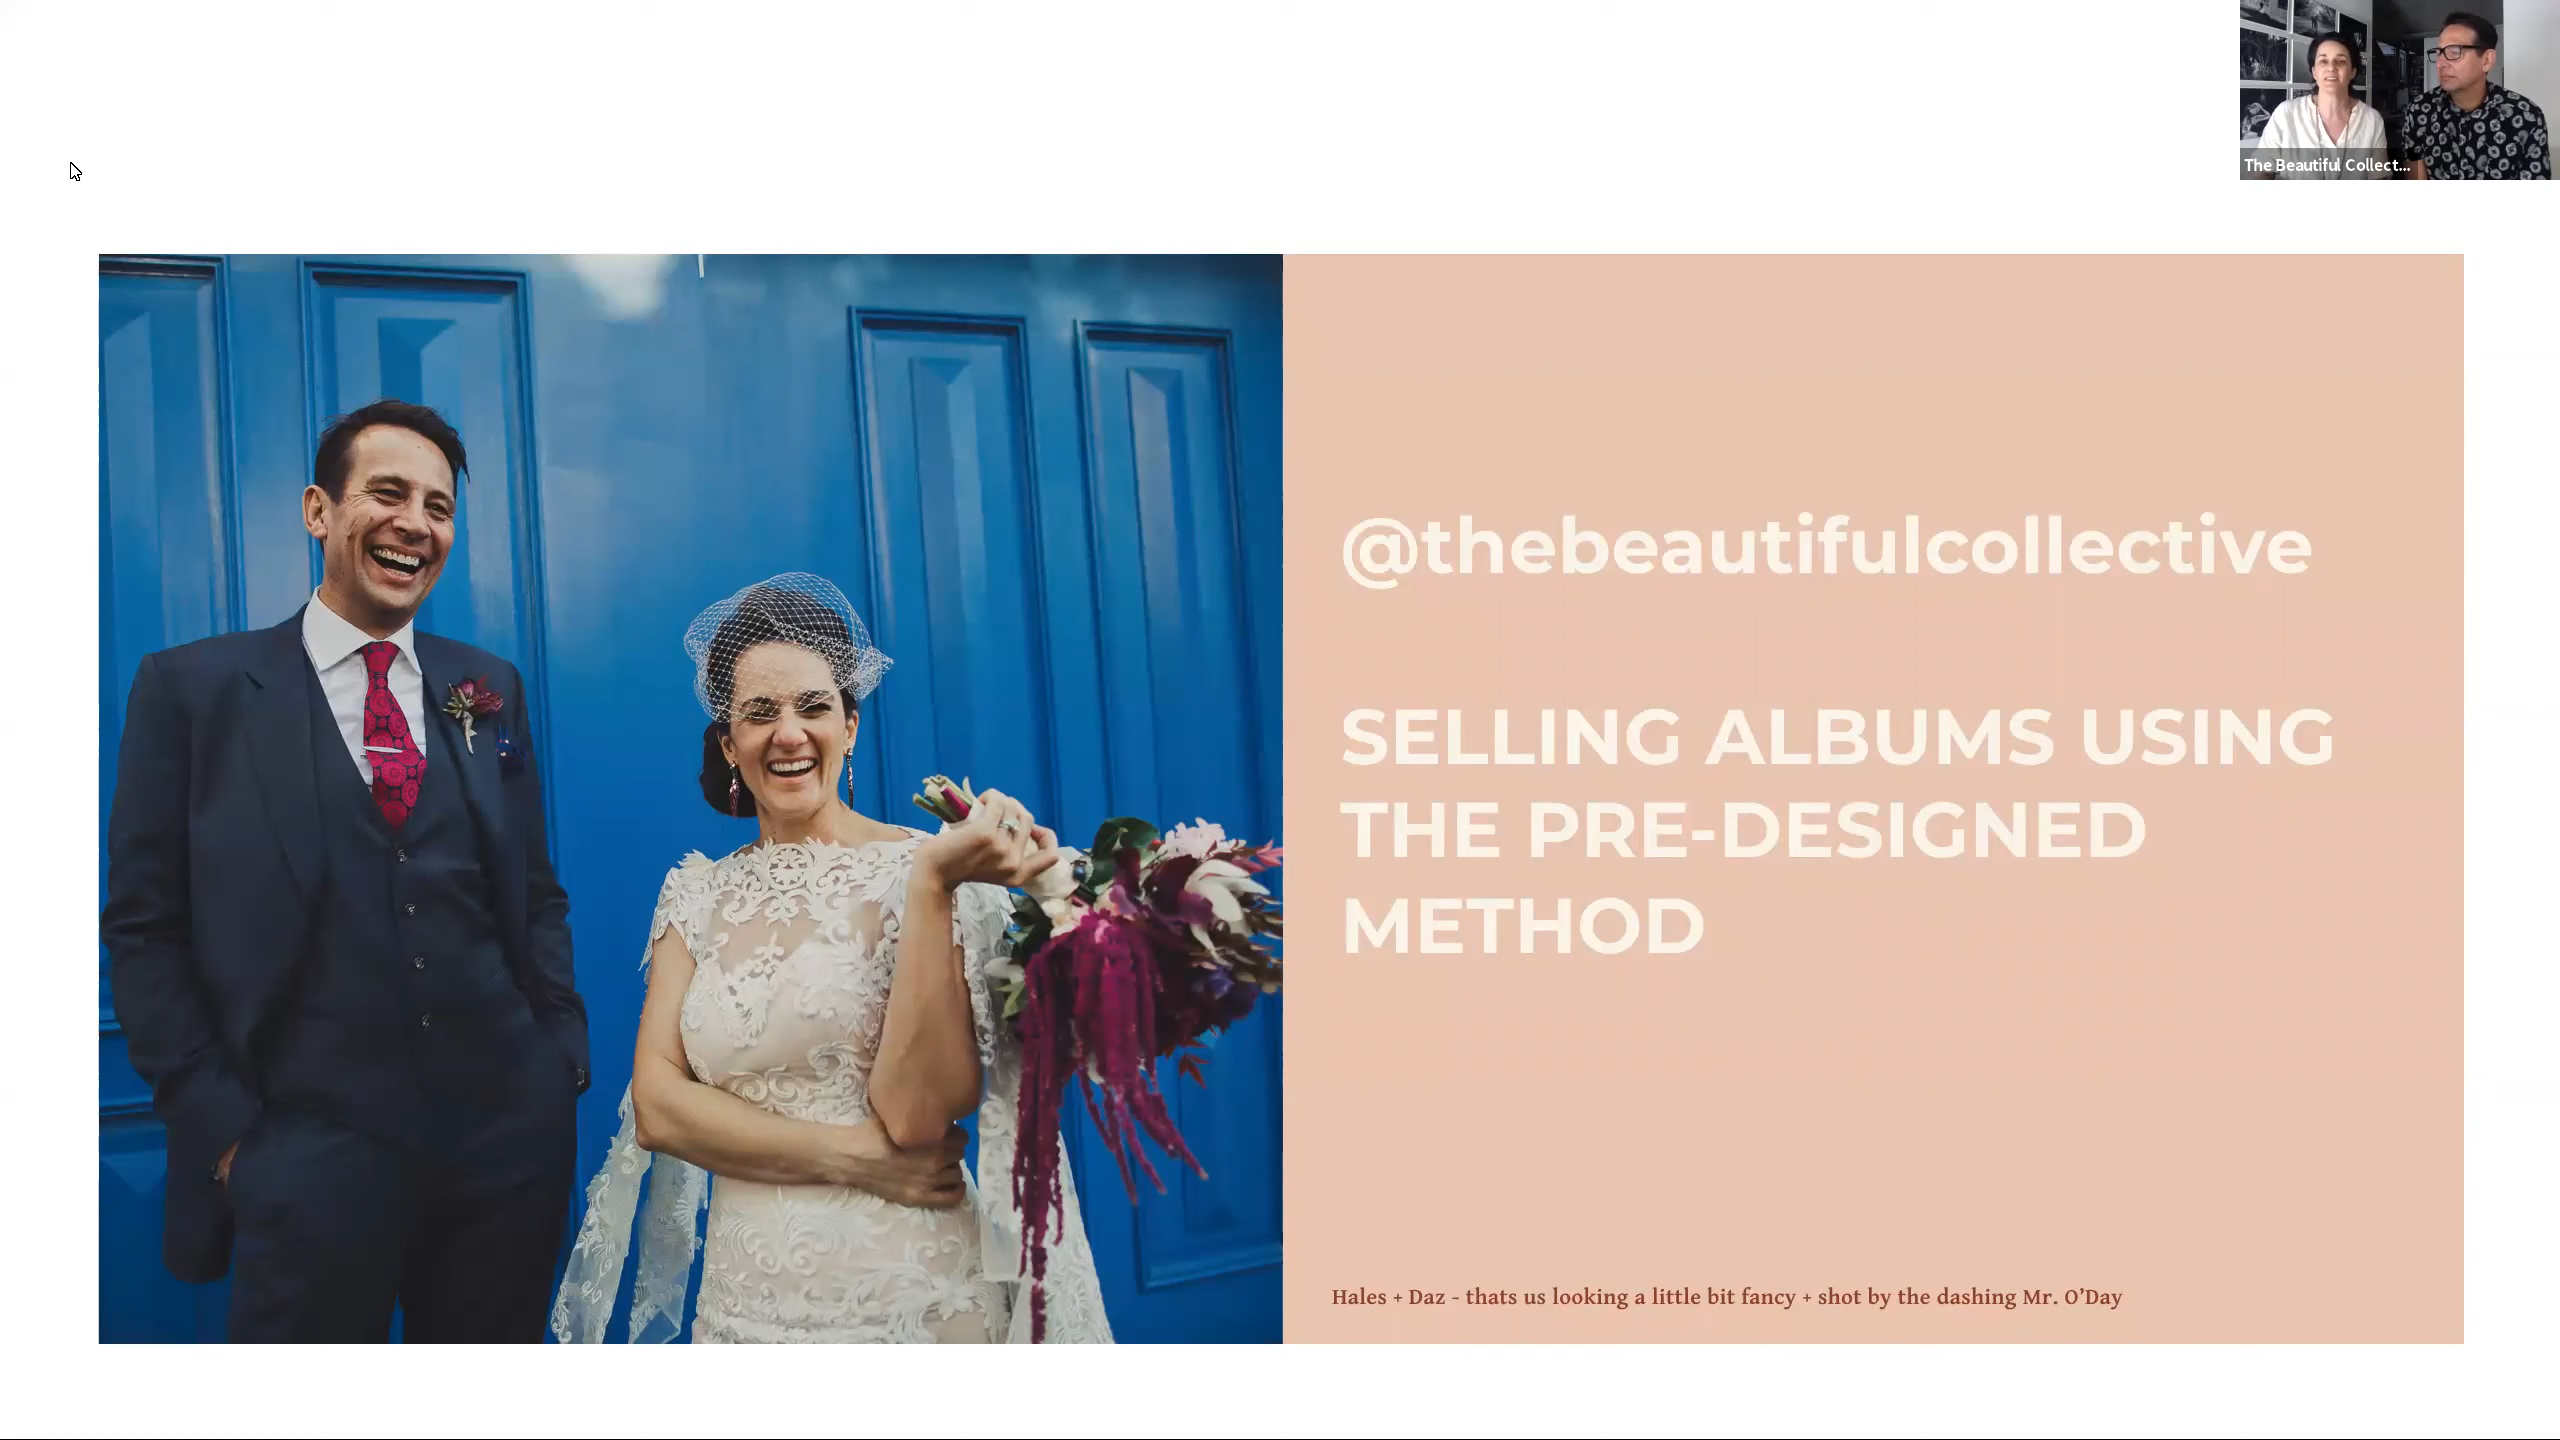 The Beautiful Collect...
@thebeautifulcollective
SELLING ALBUMS USING
THE PRE-DESIGNED
METHOD
Hales + Daz - thats us looking a little bit fancy + shot by the dashing Mr. O’Day